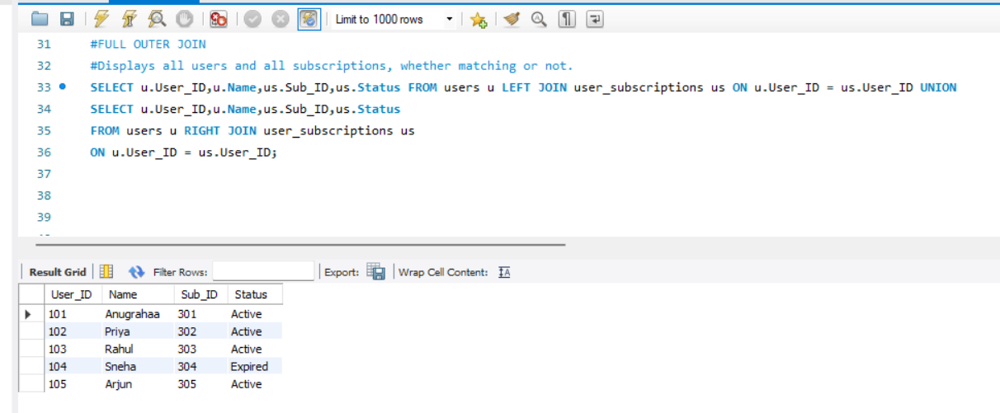 Limit to 1000 rows
31 #FULL OUTER JOIN
32 #Displays all users and all subscriptions, whether matching or not.
33 SELECT u.User_ID,u.Name,us.Sub_ID,us.Status FROM users u LEFT JOIN user_subscriptions us ON u.User_ID = us.User_ID UNION
34 SELECT u.User_ID,u.Name,us.Sub_ID,us.Status
35 FROM users u RIGHT JOIN user_subscriptions us
36 ON u.User_ID = us.User_ID;
37
38
39
Result Grid Filter Rows: Export: Wrap Cell Content:
User_ID Name Sub_ID Status
101 Anugrahaa 301 Active
102 Priya 302 Active
103 Rahul 303 Active
104 Sneha 304 Expired
105 Arjun 305 Active